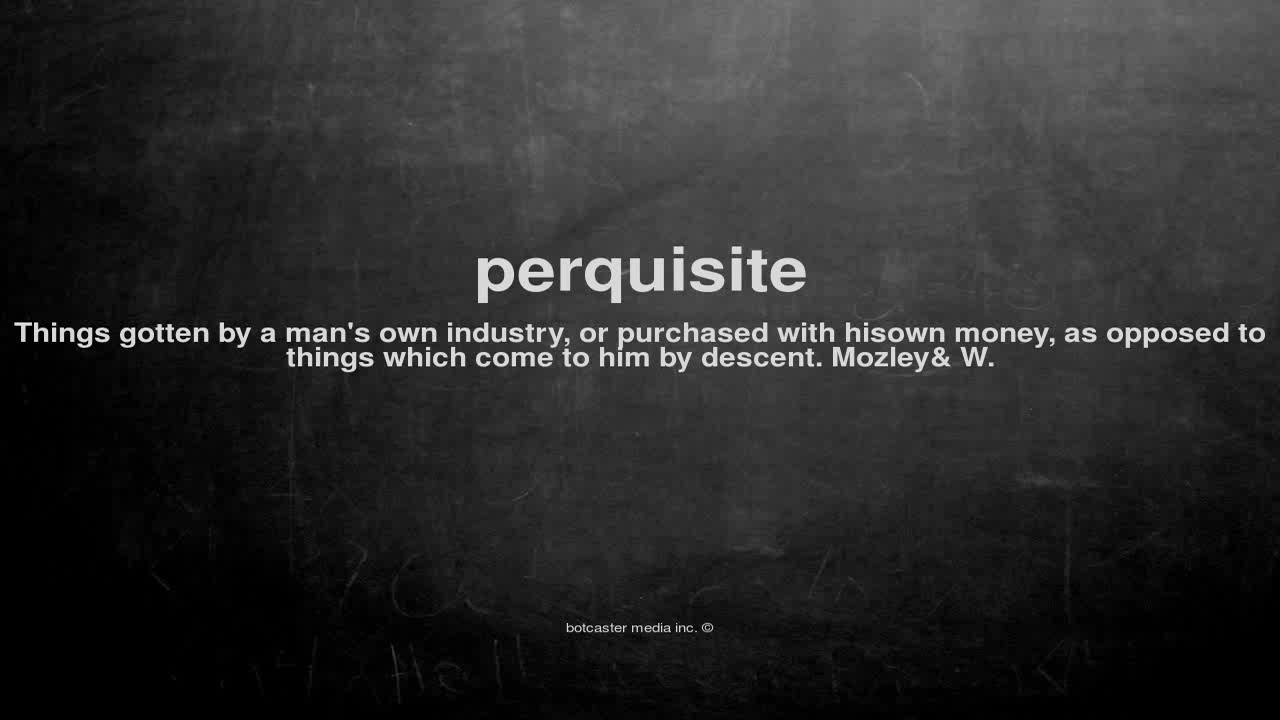 perquisite
Things gotten by a man's own industry, or purchased with hisown money, as opposed to
things which come to him by descent. Mozley& W.
botcaster media inc. ©